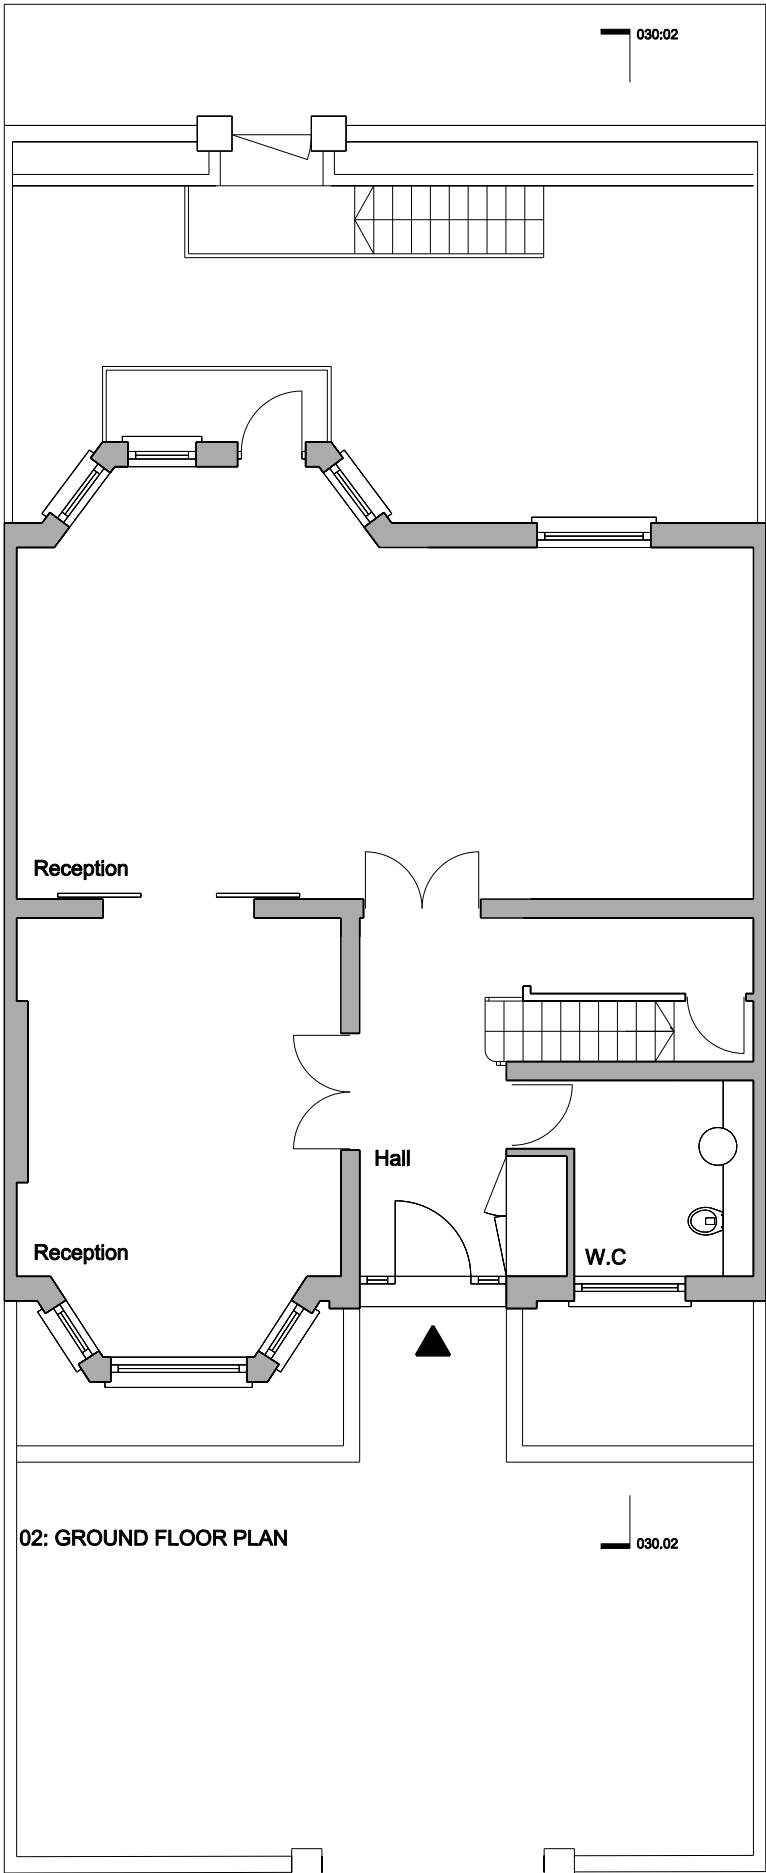 030:02
Reception
Hall
Reception
W.C
02: GROUND FLOOR PLAN
030.02